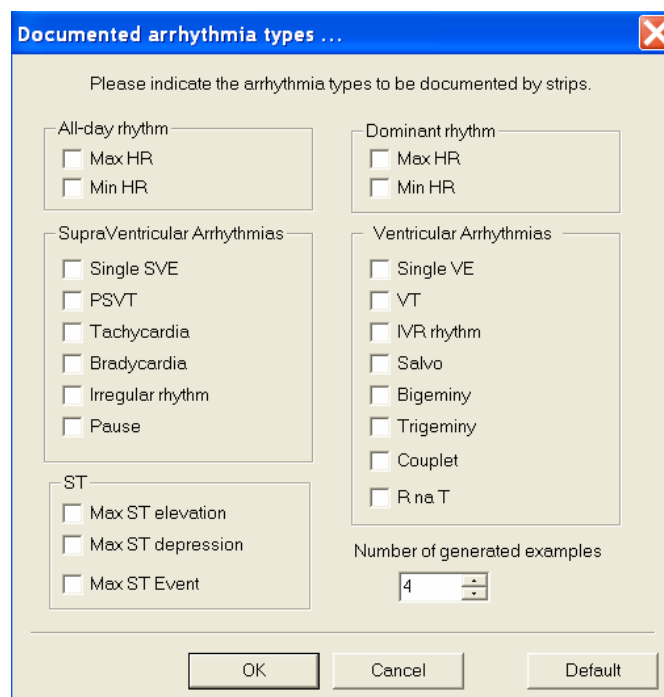 Documented arrhythmia types ...
Please indicate the arrhythmia types to be documented by strips.
All-day rhythm
Max HR
Min HR
Dominant rhythm
Max HR
Min HR
SupraVentricular Arrhythmias
Single SVE
PSVT
Tachycardia
Bradycardia
Irregular rhythm
Pause
Ventricular Arrhythmias
Single VE
VT
IVR rhythm
Salvo
Bigeminy
Trigeminy
Couplet
R na T
ST
Max ST elevation
Max ST depression
Max ST Event
Number of generated examples
4
OK
Cancel
Default